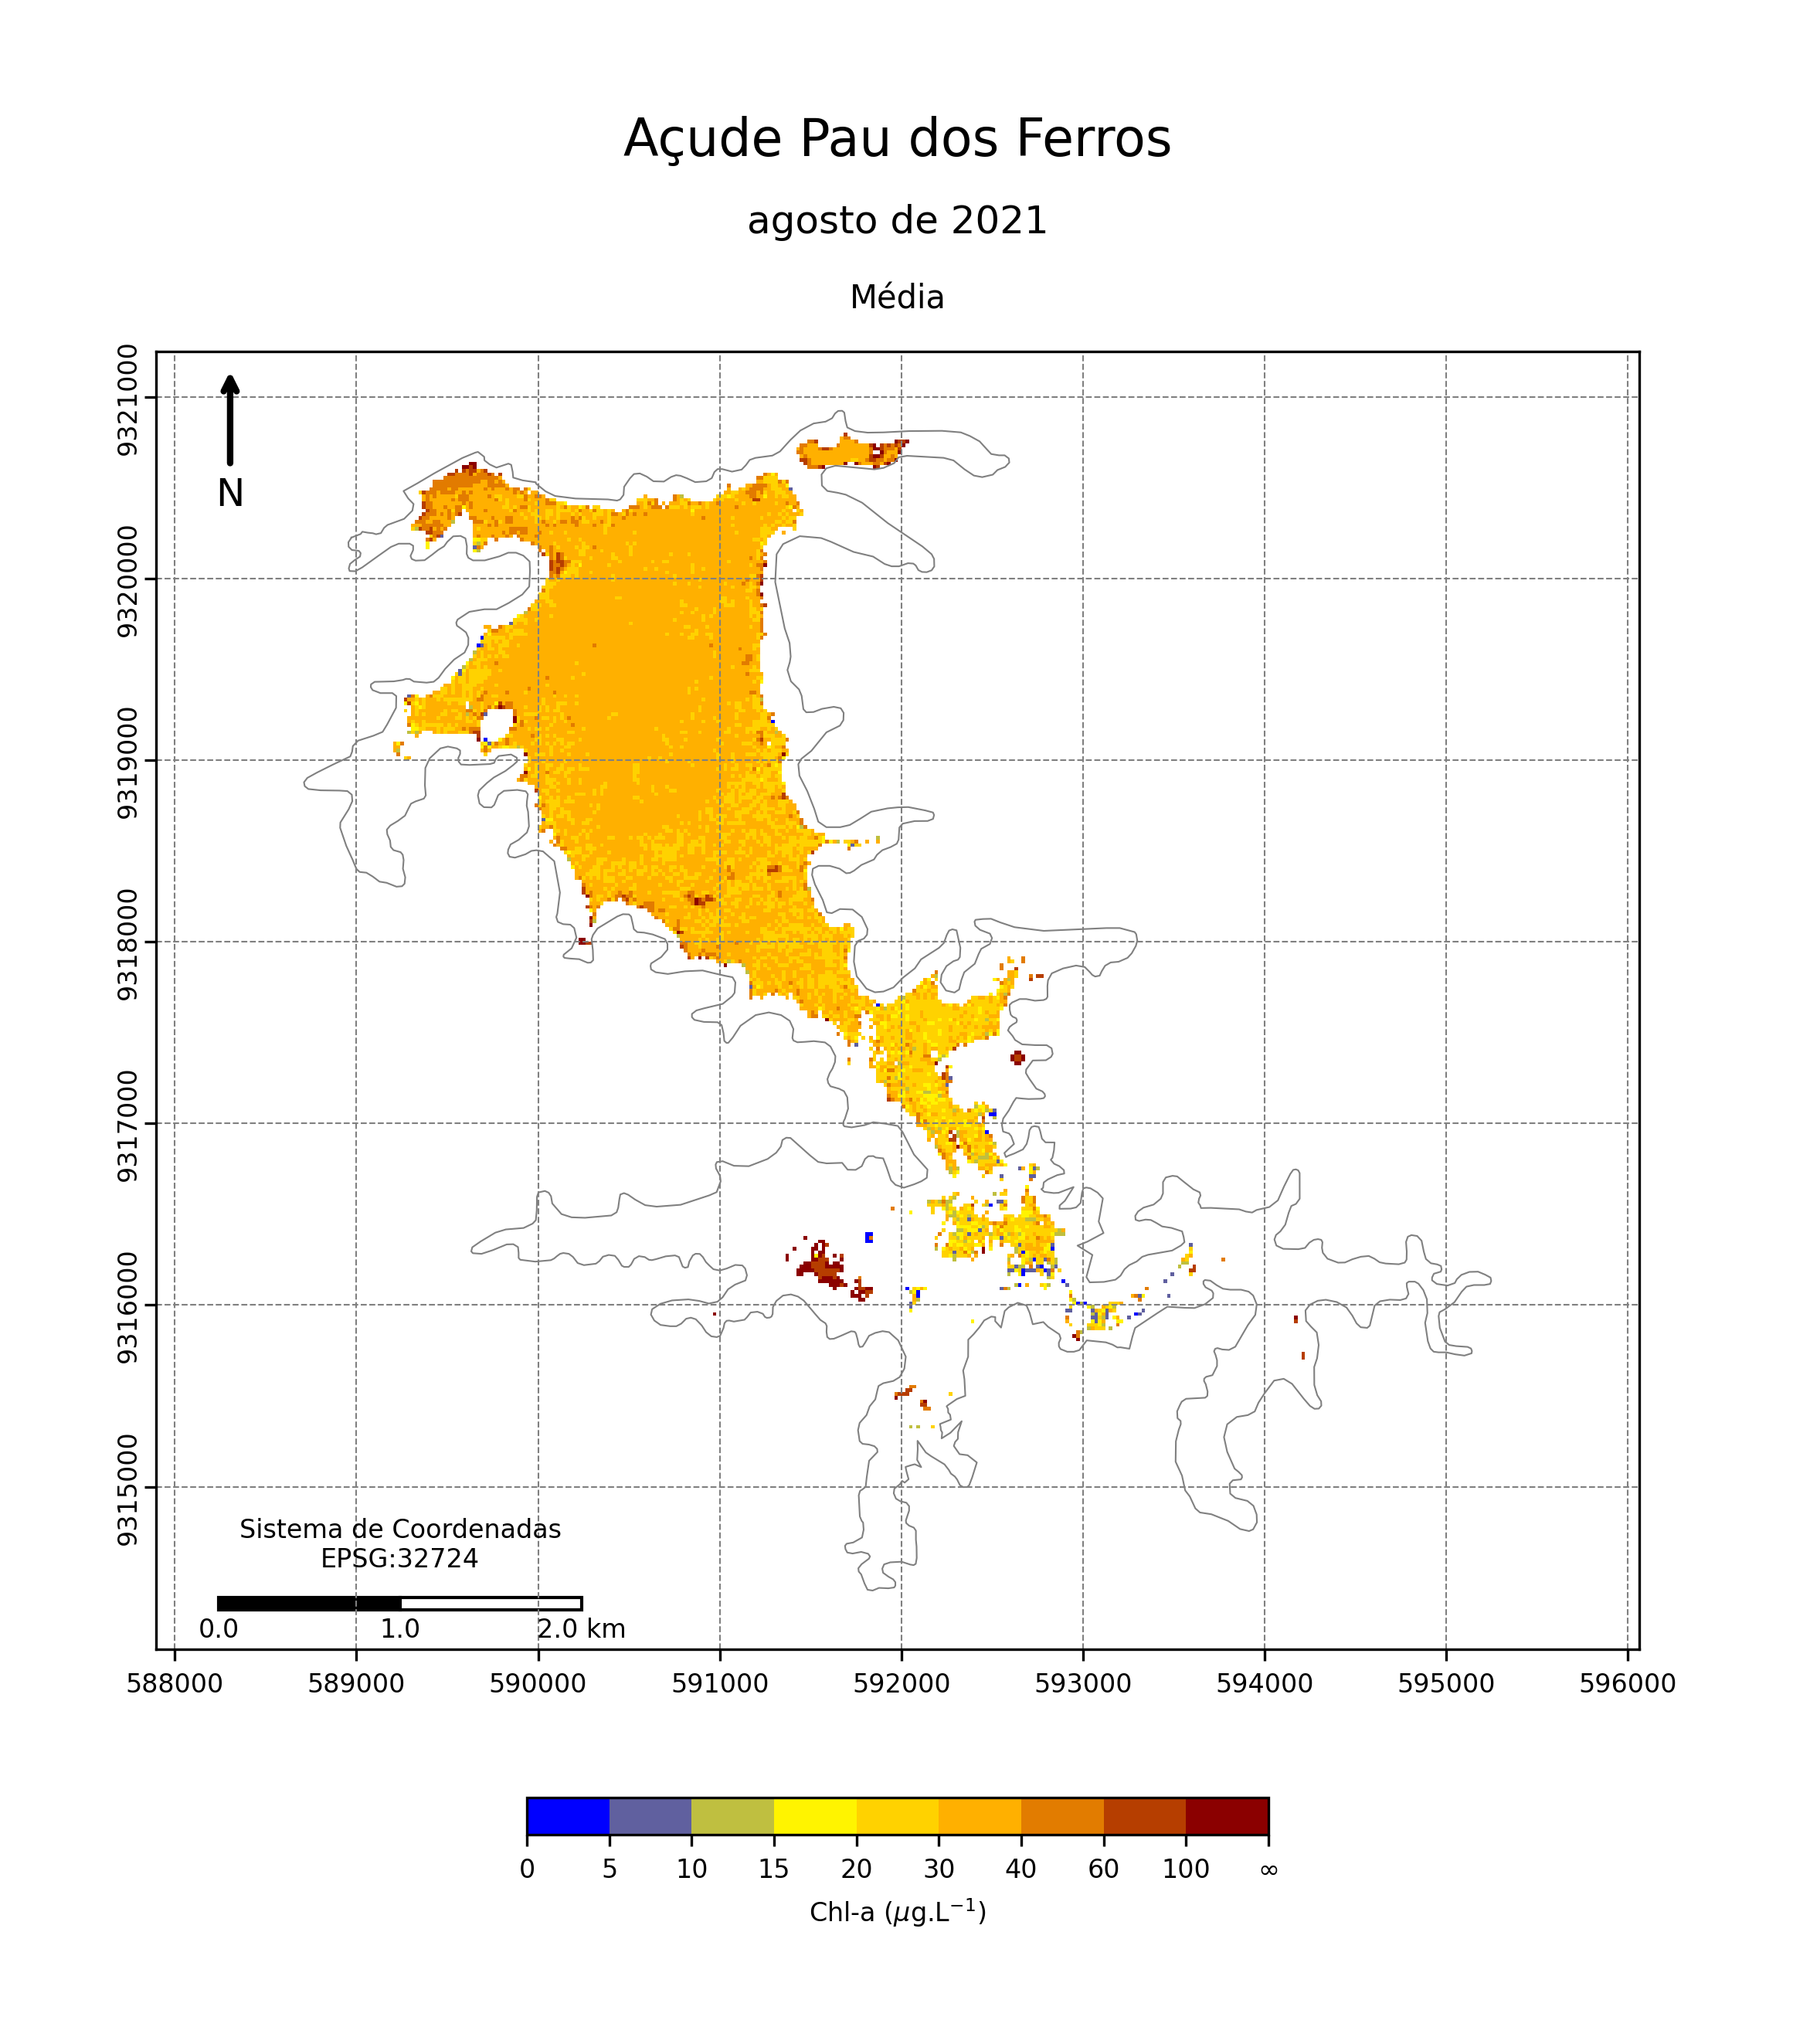 Açude Pau dos Ferros
agosto de 2021
Média
9321000
9320000
9319000
9318000
9317000
9316000
9315000
N
Sistema de Coordenadas
EPSG:32724
0.0 1.0 2.0 km
588000 589000 590000 591000 592000 593000 594000 595000 596000
0 5 10 15 20 30 40 60 100 ∞
Chl-a (μg.L⁻¹)